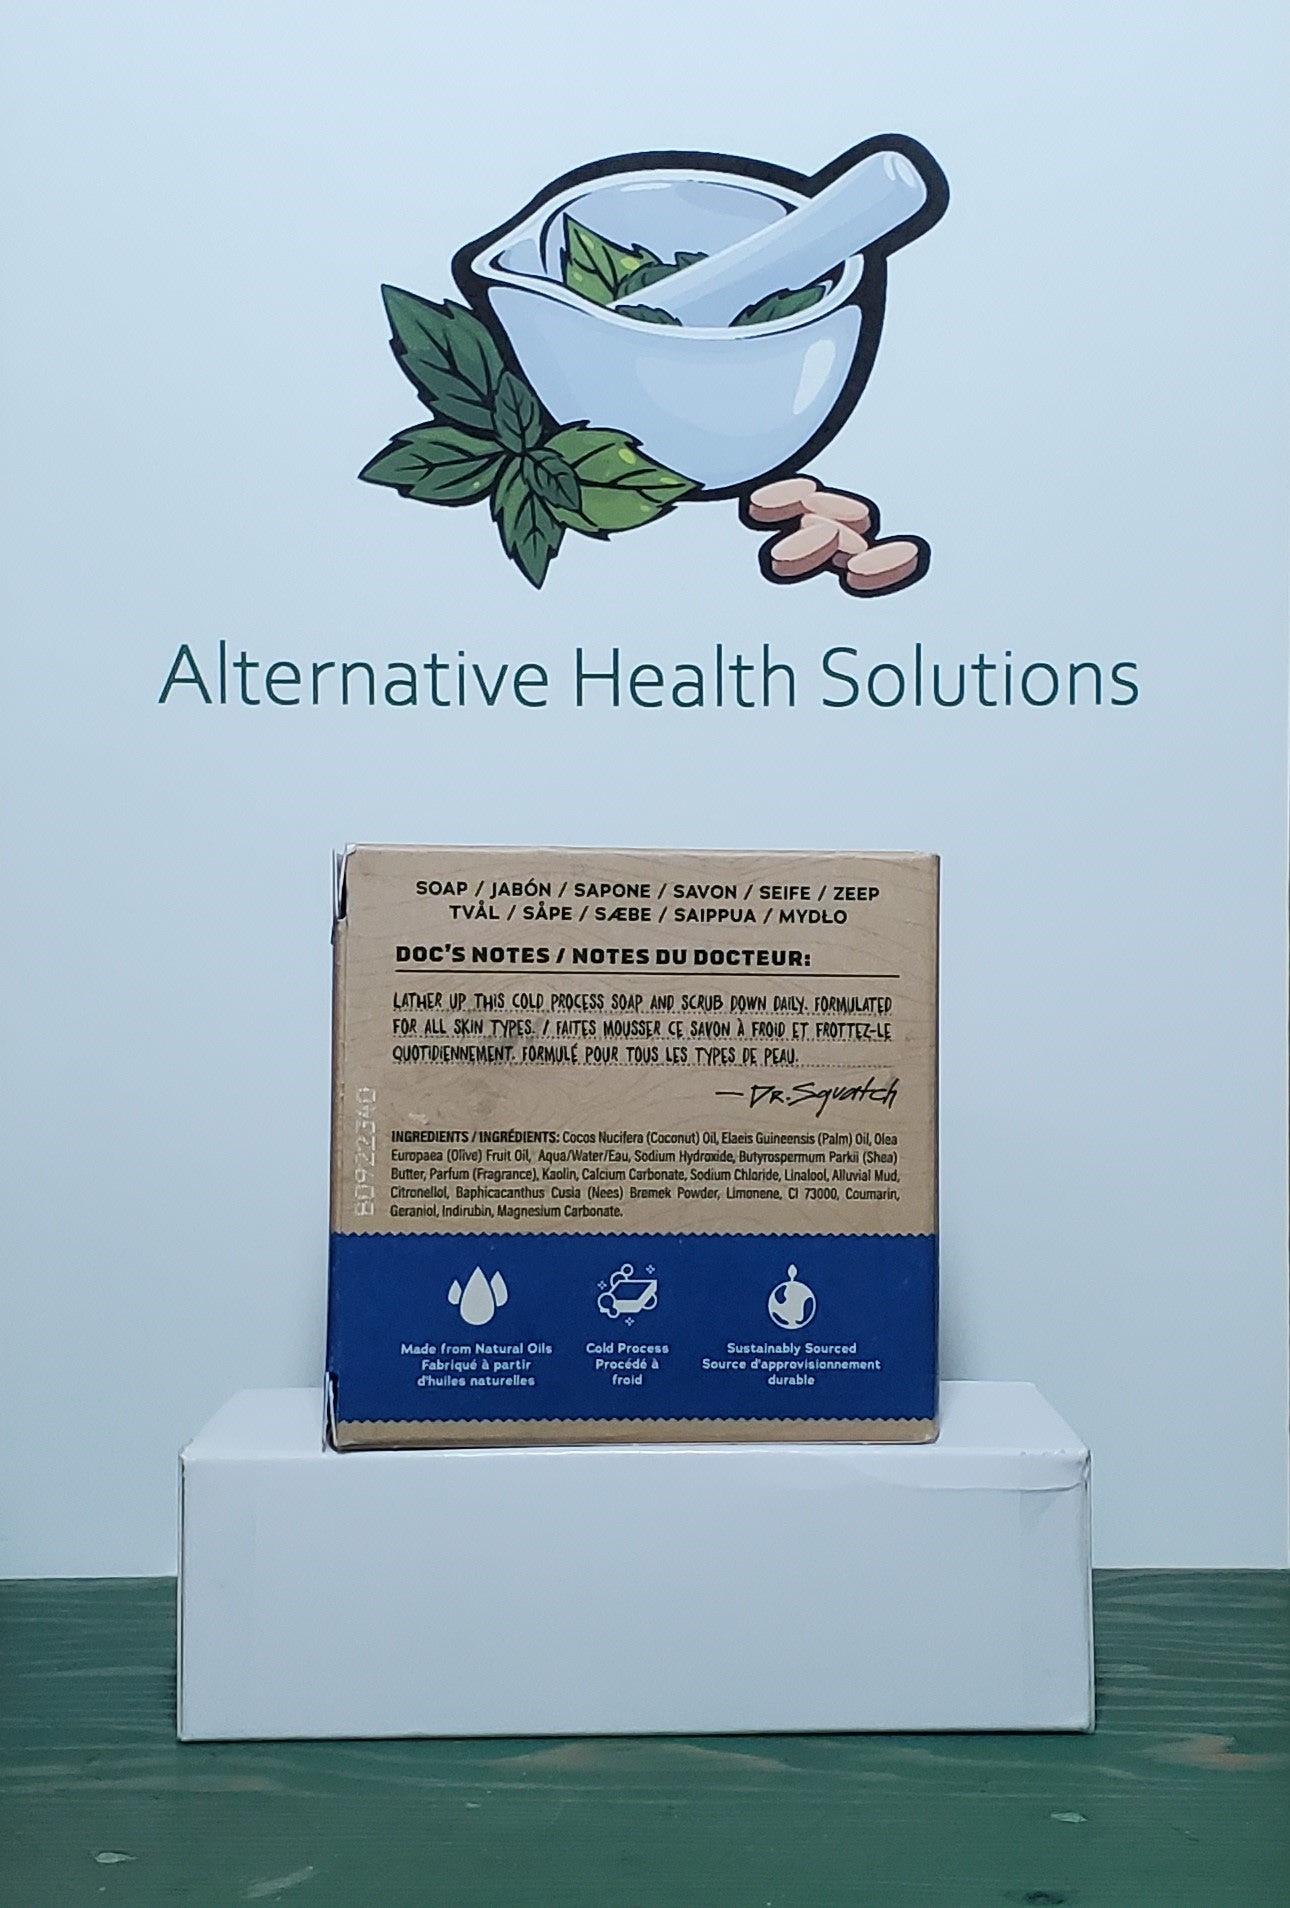 Alternative Health Solutions
SOAP / JABÓN / SAPONE / SAVON / SEIFE / ZEEP
TVÅL / SÅPE / SÆBE / SAIPPUA / MYDŁO
DOC'S NOTES / NOTES DU DOCTEUR:
LATHER UP THIS COLD PROCESS SOAP AND SCRUB DOWN DAILY. FORMULATED
FOR ALL SKIN TYPES. / FAITES MOUSSER CE SAVON À FROID ET FROTTEZ-LE
QUOTIDIENNEMENT. FORMULÉ POUR TOUS LES TYPES DE PEAU.
— DR. Squatch
INGREDIENTS / INGRÉDIENTS: Cocos Nucifera (Coconut) Oil, Elaeis Guineensis (Palm) Oil, Olea
Europaea (Olive) Fruit Oil, Aqua/Water/Eau, Sodium Hydroxide, Butyrospermum Parkii (Shea)
Butter, Parfum (Fragrance), Kaolin, Calcium Carbonate, Sodium Chloride, Linalool, Alluvial Mud,
Citronellol, Baphicacanthus Cusia (Nees) Bremek Powder, Limonene, CI 73000, Coumarin,
Geraniol, Indirubin, Magnesium Carbonate.
Made from Natural Oils
Fabriqué à partir
d'huiles naturelles
Cold Process
Procédé à
froid
Sustainably Sourced
Source d'approvisionnement
durable